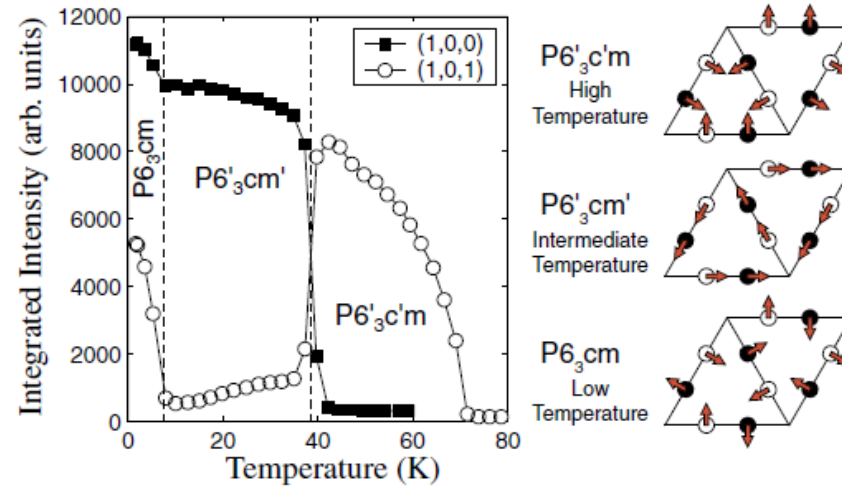 12000
10000
8000
6000
4000
2000
0
Integrated Intensity (arb. units)
(1,0,0)
(1,0,1)
P6₃cm
P6'₃cm'
P6'₃c'm
0
20
40
60
80
Temperature (K)
P6'₃c'm
High
Temperature
P6'₃cm'
Intermediate
Temperature
P6₃cm
Low
Temperature